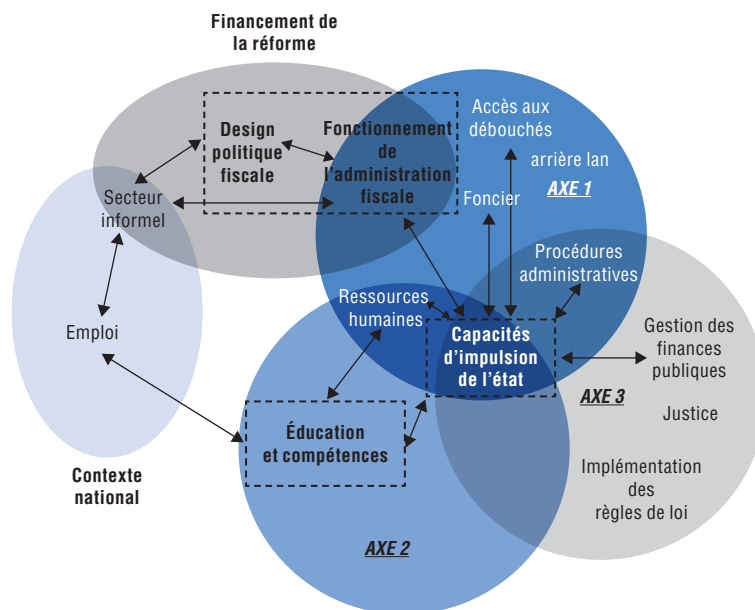 Financement de
la réforme
Design
politique
fiscale
Fonctionnement
de
l'administration
fiscale
Accès aux
débouchés
arrière lan
AXE 1
Foncier
Secteur
informel
Procédures
administratives
Ressources
humaines
Emploi
Capacités
d'impulsion
de l'état
Gestion des
finances
publiques
AXE 3
Justice
Éducation
et compétences
Contexte
national
Implémentation
des
règles de loi
AXE 2